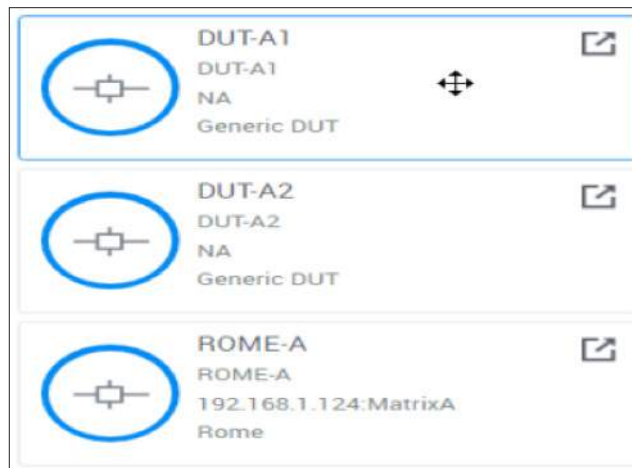 DUT-A1
DUT-A1
NA
Generic DUT
DUT-A2
DUT-A2
NA
Generic DUT
ROME-A
ROME-A
192.168.1.124:MatrixA
Rome